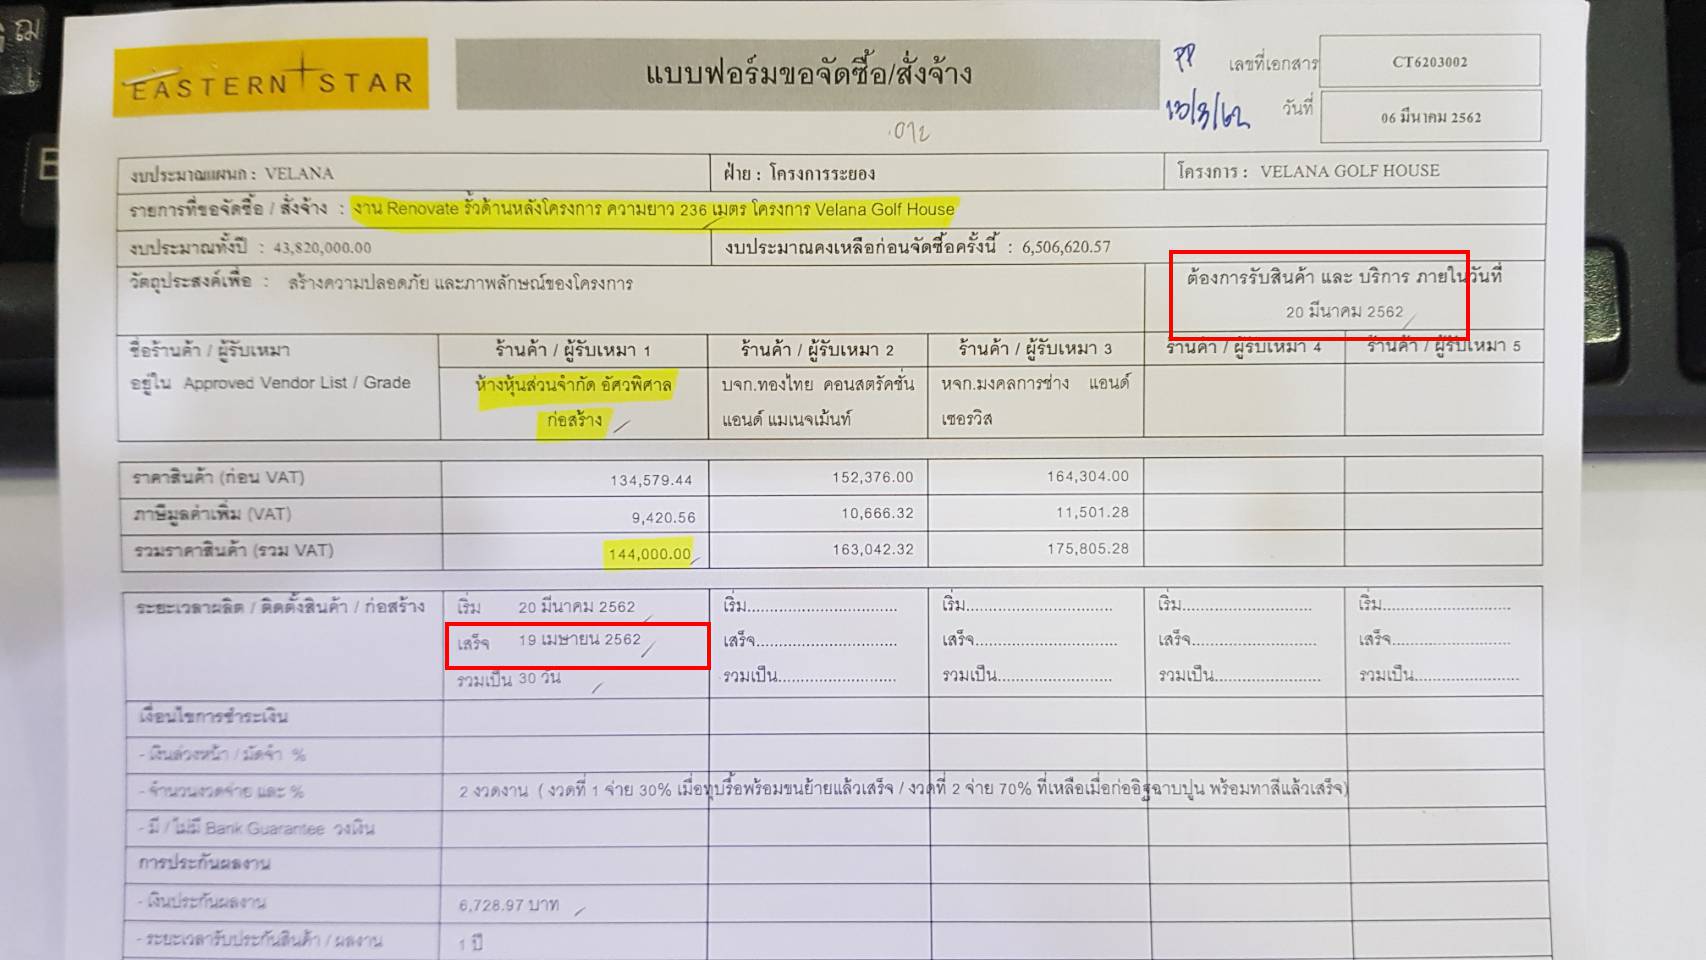 EASTERN STAR
แบบฟอร์มขอจัดซื้อ/สั่งจ้าง
PP
เลขที่เอกสาร CT6203002
13/3/62 วันที่ 06 มีนาคม 2562
งบประมาณแผนก : VELANA ฝ่าย : โครงการระยอง โครงการ : VELANA GOLF HOUSE
รายการที่ขอจัดซื้อ / สั่งจ้าง : งาน Renovate รั้วด้านหลังโครงการ ความยาว 236 เมตร โครงการ Velana Golf House
งบประมาณทั้งปี : 43,820,000.00 งบประมาณคงเหลือก่อนจัดซื้อครั้งนี้ : 6,506,620.57
วัตถุประสงค์เพื่อ : สร้างความปลอดภัย และภาพลักษณ์ของโครงการ ต้องการรับสินค้า และ บริการ ภายในวันที่
20 มีนาคม 2562
ชื่อร้านค้า / ผู้รับเหมา ร้านค้า / ผู้รับเหมา 1 ร้านค้า / ผู้รับเหมา 2 ร้านค้า / ผู้รับเหมา 3 ร้านค้า / ผู้รับเหมา 4 ร้านค้า / ผู้รับเหมา 5
อยู่ใน Approved Vendor List / Grade ห้างหุ้นส่วนจำกัด อัศวพิศาล บจก.ทองไทย คอนสตรัคชั่น หจก.มงคลการช่าง แอนด์
ก่อสร้าง แอนด์ แมเนจเม้นท์ เซอรวิส
ราคาสินค้า (ก่อน VAT) 134,579.44 152,376.00 164,304.00
ภาษีมูลค่าเพิ่ม (VAT) 9,420.56 10,666.32 11,501.28
รวมราคาสินค้า (รวม VAT) 144,000.00 163,042.32 175,805.28
ระยะเวลาผลิต / ติดตั้งสินค้า / ก่อสร้าง เริ่ม 20 มีนาคม 2562 เริ่ม.............................. เริ่ม.............................. เริ่ม.............................. เริ่ม..............................
เสร็จ 19 เมษายน 2562 เสร็จ.............................. เสร็จ.............................. เสร็จ.............................. เสร็จ..............................
รวมเป็น 30 วัน รวมเป็น......................... รวมเป็น......................... รวมเป็น......................... รวมเป็น.........................
เงื่อนไขการชำระเงิน
- เงินล่วงหน้า / มัดจำ %
- จำนวนงวดจ่าย และ % 2 งวดงาน ( งวดที่ 1 จ่าย 30% เมื่อทุบรื้อพร้อมขนย้ายแล้วเสร็จ / งวดที่ 2 จ่าย 70% ที่เหลือเมื่อก่ออิฐฉาบปูน พร้อมทาสีแล้วเสร็จ)
- มี / ไม่มี Bank Guarantee วงเงิน
การประกันผลงาน
- เงินประกันผลงาน 6,728.97 บาท
- ระยะเวลารับประกันสินค้า / ผลงาน 1 ปี